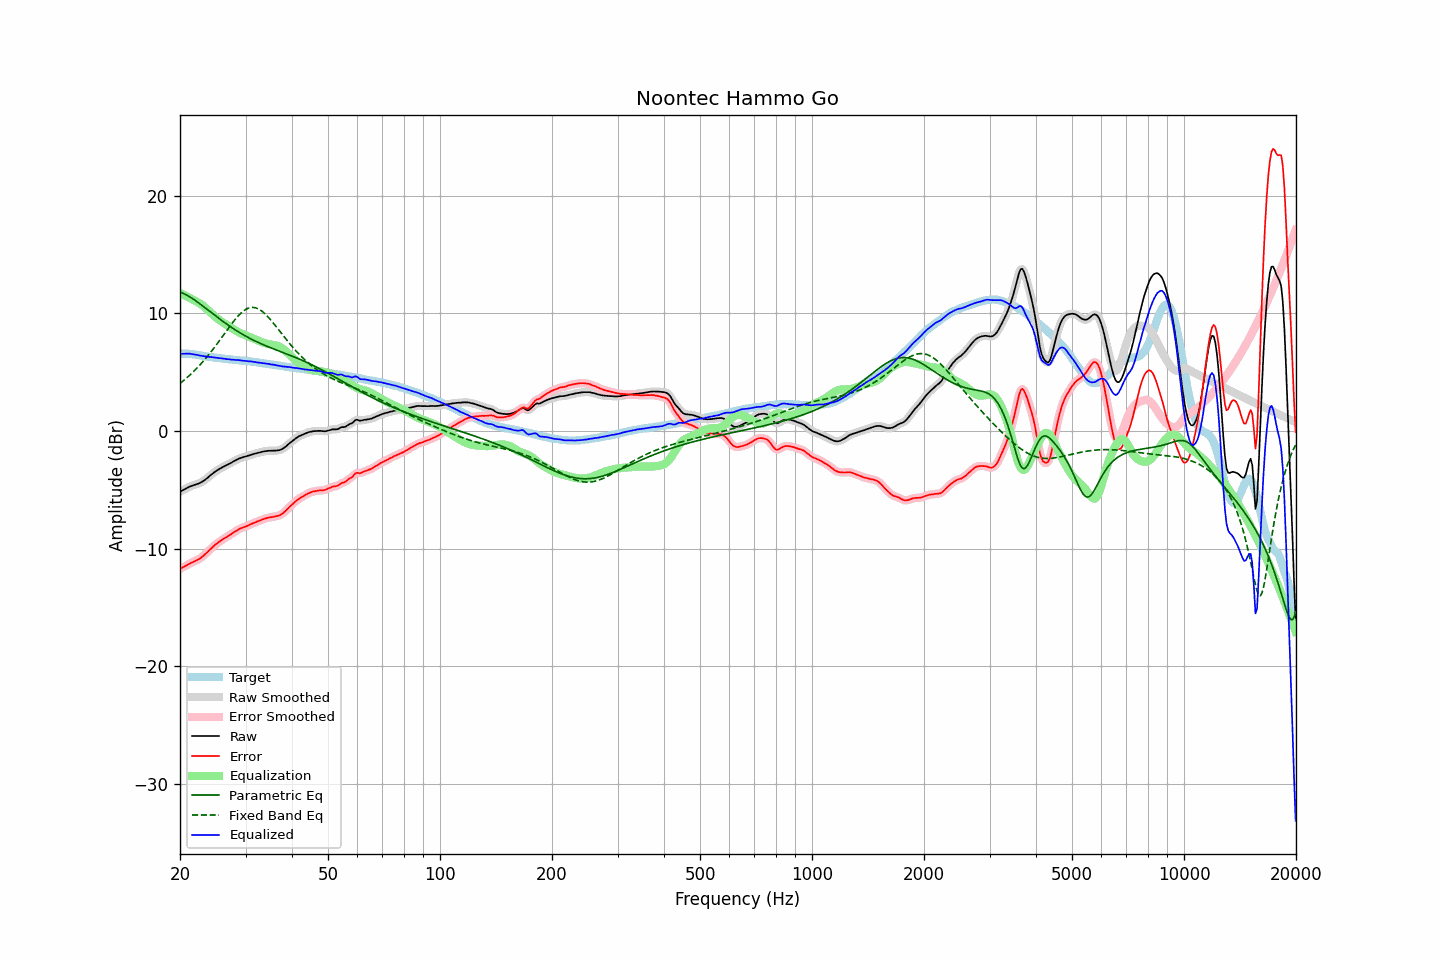 Noontec Hammo Go
Amplitude (dBr)
20
10
0
−10
−20
−30
Target
Raw Smoothed
Error Smoothed
Raw
Error
Equalization
Parametric Eq
Fixed Band Eq
Equalized
20 50 100 200 500 1000 2000 5000 10000 20000
Frequency (Hz)